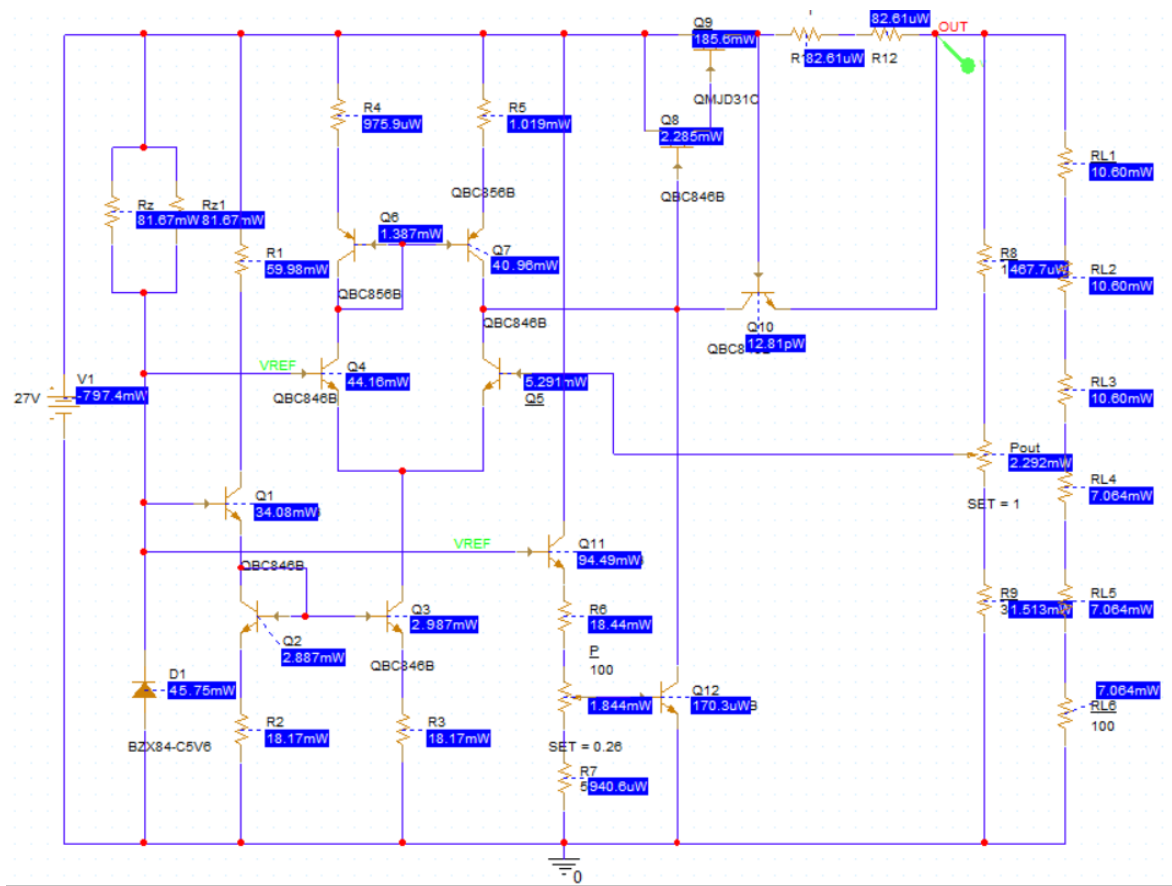 82.61uW
OUT
Q9
185.6mW
82.61uW
R12
R4
975.9uW
R5
1.019mW
QMJD31C
Q8
2.285mW
QBC846B
RL1
10.60mW
QBC856B
Rz
81.67mW
Rz1
81.67mW
Q6
1.387mW
Q7
40.96mW
R1
59.98mW
R8
467.7uW
RL2
10.60mW
QBC856B
QBC846B
Q10
12.81pW
VREF
Q4
44.16mW
QBC846B
5.291mW
Q5
V1
-797.4mW
27V
RL3
10.60mW
Pout
2.292mW
SET = 1
RL4
7.064mW
Q1
34.08mW
VREF
Q11
94.49mW
QBC846B
Q3
2.987mW
R6
18.44mW
R9
1.513mW
RL5
7.064mW
Q2
2.887mW
QBC846B
P
100
1.844mW
Q12
170.3uW
D1
45.75mW
7.064mW
RL6
100
BZX84-C5V6
R2
18.17mW
R3
18.17mW
SET = 0.26
R7
940.6uW
0